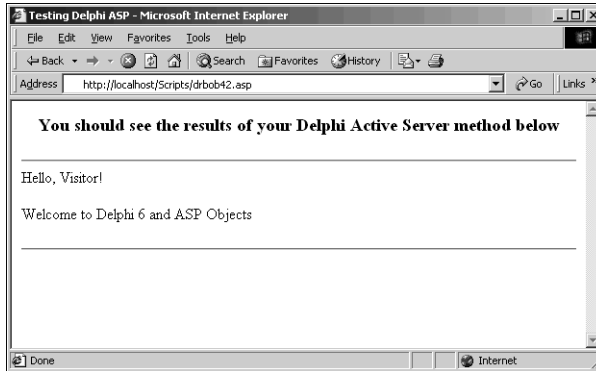 Testing Delphi ASP - Microsoft Internet Explorer
File Edit View Favorites Tools Help
Back Search Favorites History
Address http://localhost/Scripts/drbob42.asp Go Links »
You should see the results of your Delphi Active Server method below
Hello, Visitor!
Welcome to Delphi 6 and ASP Objects
Done Internet